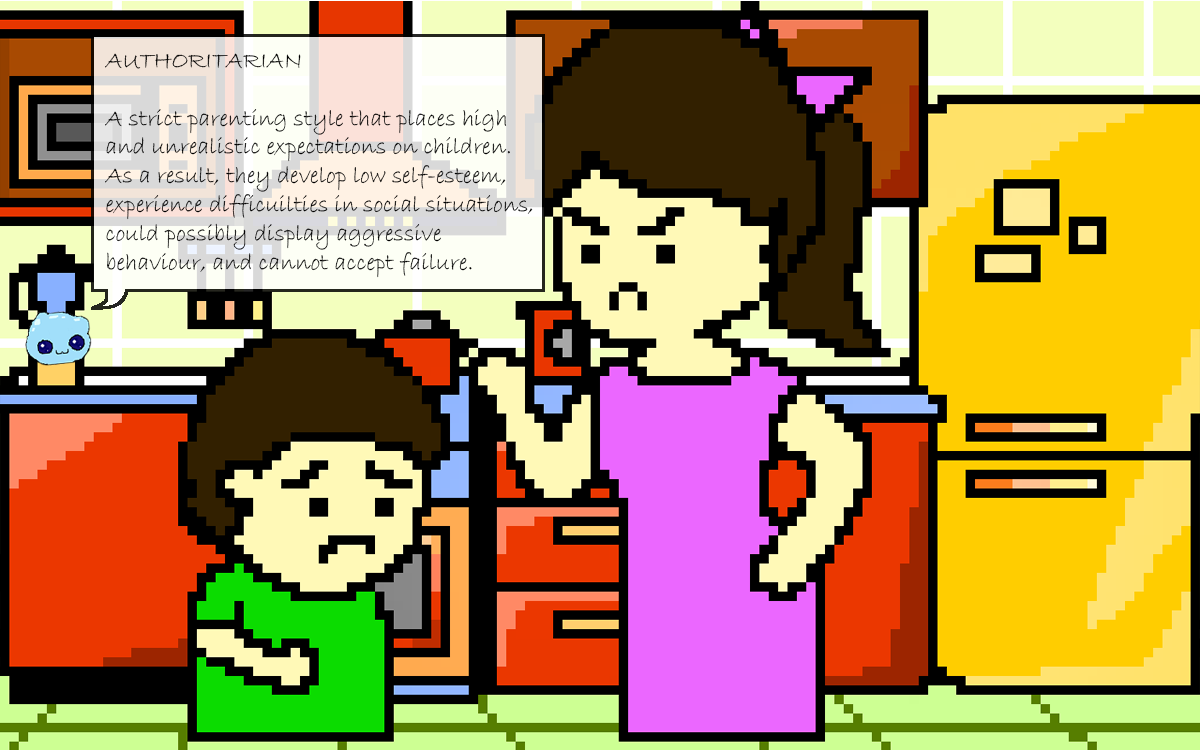 AUTHORITARIAN
A strict parenting style that places high
and unrealistic expectations on children.
As a result, they develop low self-esteem,
experience difficuilties in social situations,
could possibly display aggressive
behaviour, and cannot accept failure.